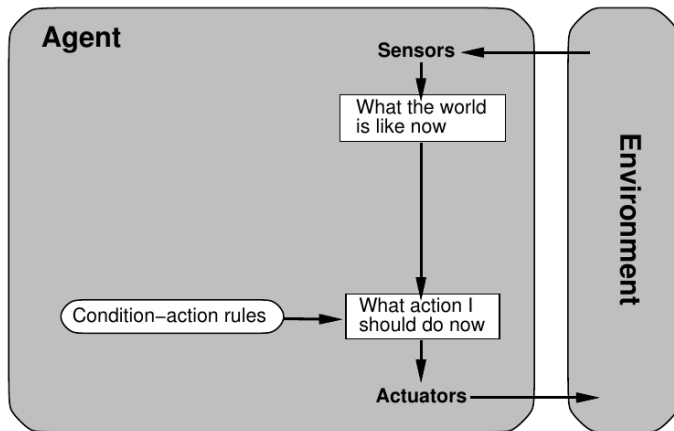 Agent
Sensors
What the world
is like now
Environment
Condition−action rules
What action I
should do now
Actuators